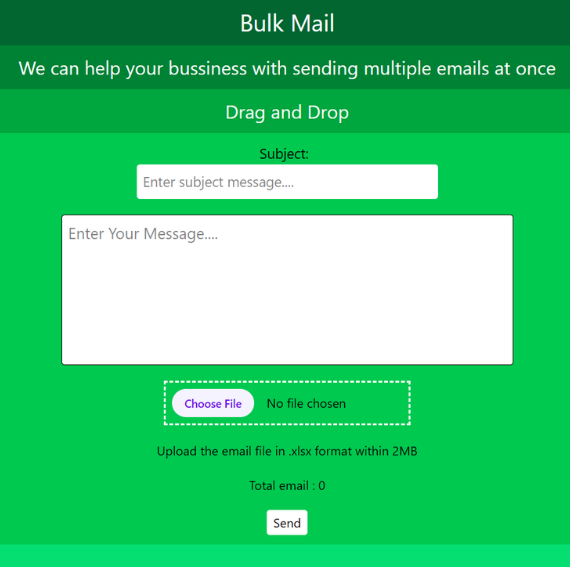 Bulk Mail
We can help your bussiness with sending multiple emails at once
Drag and Drop
Subject:
Enter subject message....
Enter Your Message....
Choose File No file chosen
Upload the email file in .xlsx format within 2MB
Total email : 0
Send